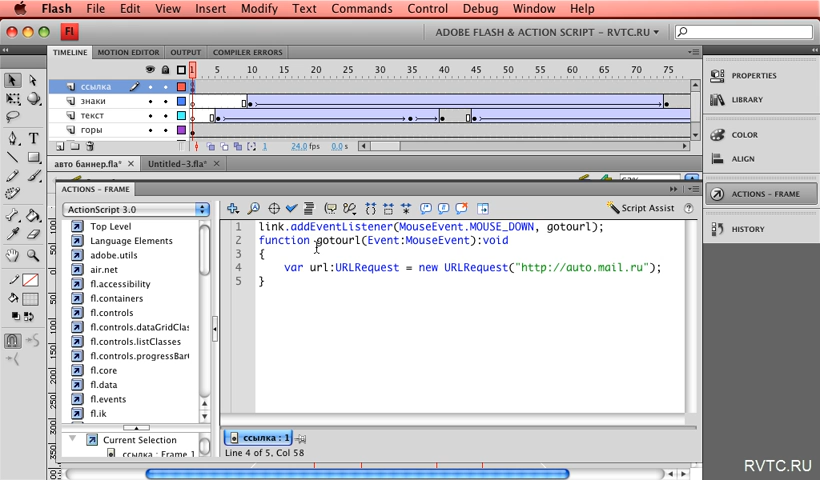 Flash File Edit View Insert Modify Text Commands Control Debug Window Help
Fl ADOBE FLASH & ACTION SCRIPT – RVTC.RU
TIMELINE MOTION EDITOR OUTPUT COMPILER ERRORS
1 5 10 15 20 25 30 35 40 45 50 55 60 65 70 75
ссылка
знаки
текст
горы
1 24.0 fps 0.0 s
авто баннер.fla* Untitled-3.fla*
ACTIONS – FRAME
ActionScript 3.0
Script Assist
Top Level
Language Elements
adobe.utils
air.net
fl.accessibility
fl.containers
fl.controls
fl.controls.dataGridClas
fl.controls.listClasses
fl.controls.progressBar
fl.core
fl.data
fl.events
fl.ik
Current Selection
ссылка : Frame 1
1 link.addEventListener(MouseEvent.MOUSE_DOWN, gotourl);
2 function gotourl(Event:MouseEvent):void
3 {
4 var url:URLRequest = new URLRequest("http://auto.mail.ru");
5 }
ссылка : 1
Line 4 of 5, Col 58
PROPERTIES
LIBRARY
COLOR
ALIGN
ACTIONS – FRAME
HISTORY
RVTC.RU